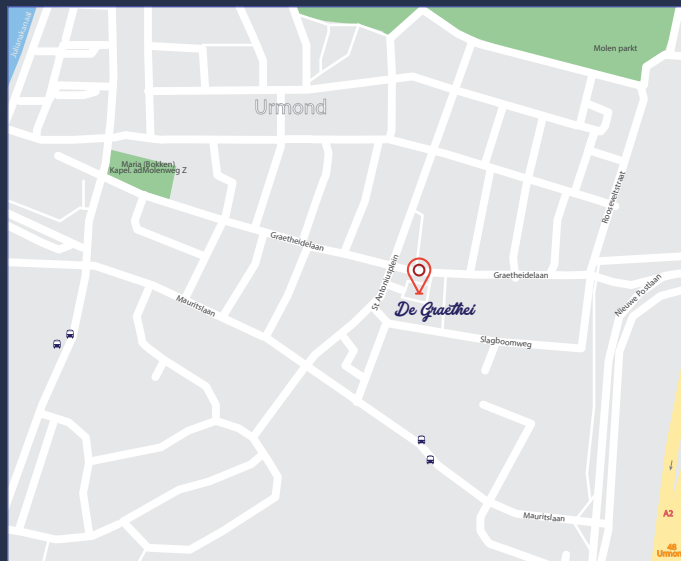 Julianakanaal
Molen parkt
Urmond
Maria (Bokken)
Kapel. adMolenweg Z
Rooseveltstraat
Graetheidelaan
St Antoniusplein
Graetheidelaan
Nieuwe Postlaan
De Graethei
Mauritslaan
Slagboomweg
A2
Mauritslaan
48
Urmon